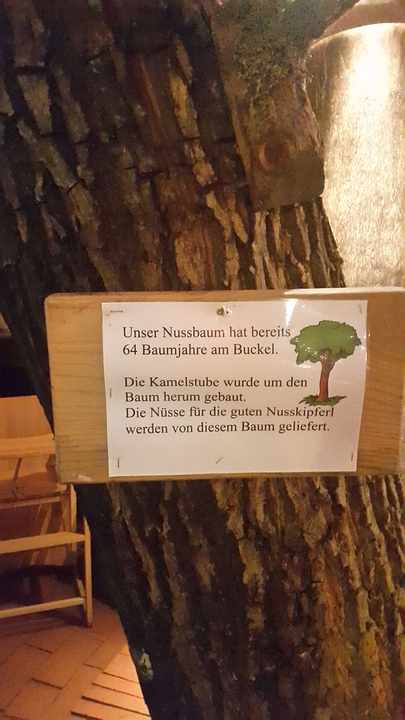 Unser Nussbaum hat bereits
64 Baumjahre am Buckel.
Die Kamelstube wurde um den
Baum herum gebaut.
Die Nüsse für die guten Nusskipferl
werden von diesem Baum geliefert.